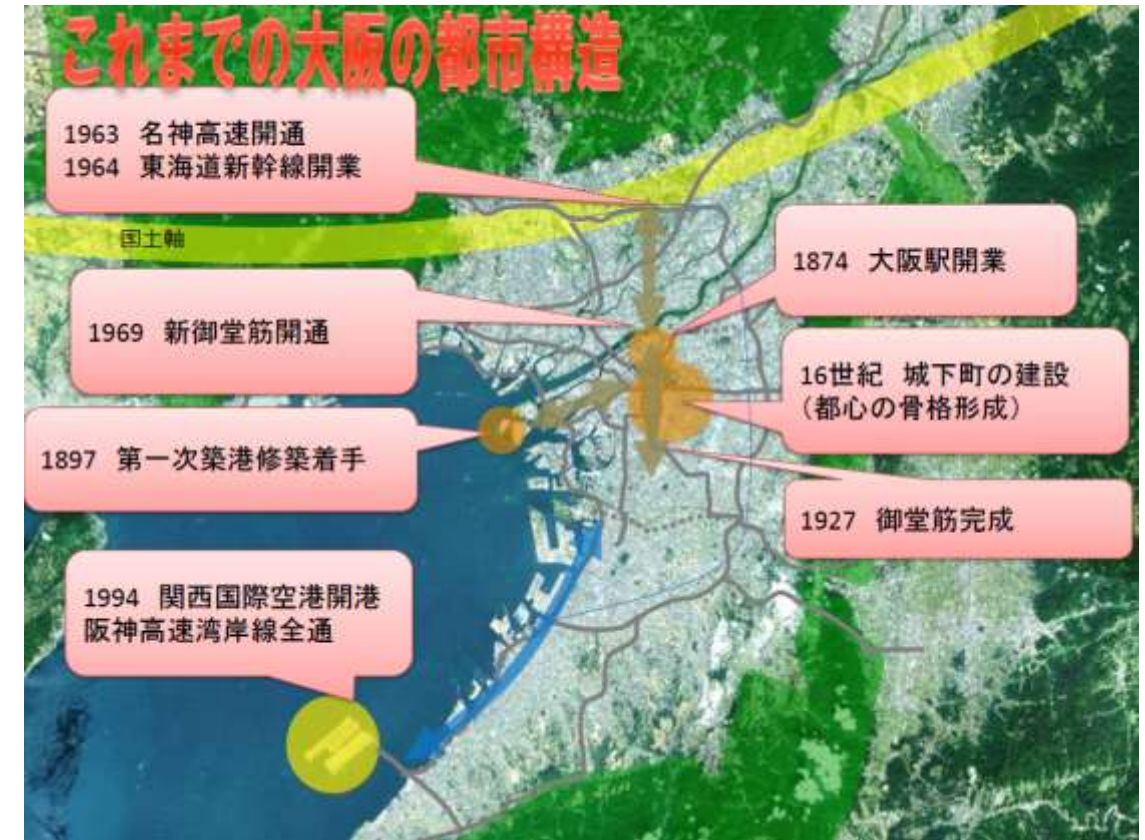 これまでの大阪の都市構造
1963 名神高速開通
1964 東海道新幹線開業
国土軸
1874 大阪駅開業
1969 新御堂筋開通
16世紀 城下町の建設
（都心の骨格形成）
1897 第一次築港修築着手
1927 御堂筋完成
1994 関西国際空港開港
阪神高速湾岸線全通